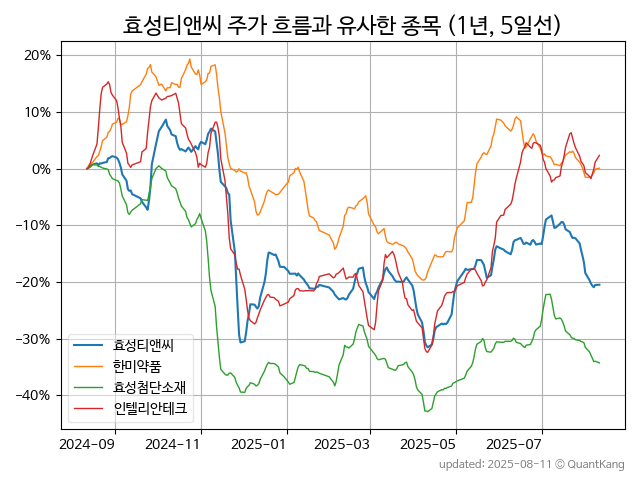 효성티앤씨 주가 흐름과 유사한 종목 (1년, 5일선)
20%
10%
0%
−10%
−20%
−30%
−40%
효성티앤씨
한미약품
효성첨단소재
인텔리안테크
2024-09
2024-11
2025-01
2025-03
2025-05
2025-07
updated: 2025-08-11 © QuantKang